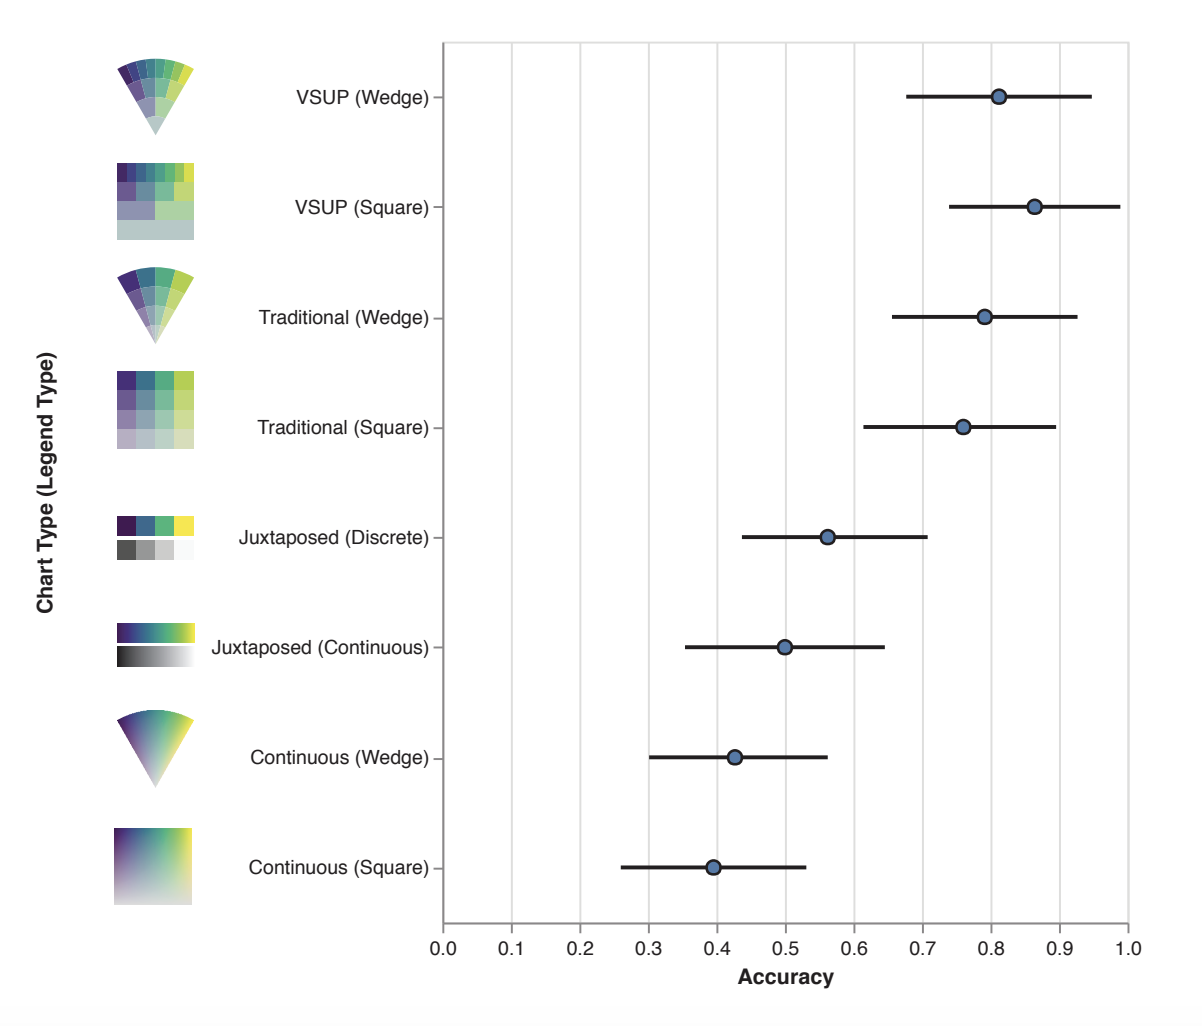 VSUP (Wedge)
VSUP (Square)
Traditional (Wedge)
Traditional (Square)
Juxtaposed (Discrete)
Juxtaposed (Continuous)
Continuous (Wedge)
Continuous (Square)
Chart Type (Legend Type)
0.0 0.1 0.2 0.3 0.4 0.5 0.6 0.7 0.8 0.9 1.0
Accuracy